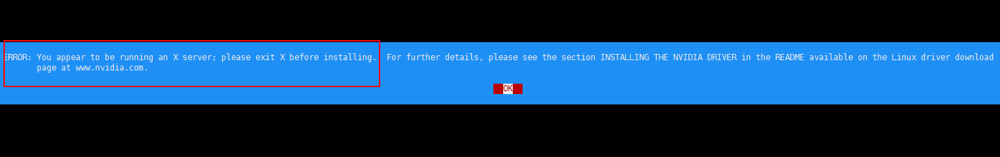 ERROR: You appear to be running an X server; please exit X before installing.  For further details, please see the section INSTALLING THE NVIDIA DRIVER in the README available on the Linux driver download
page at www.nvidia.com.
OK